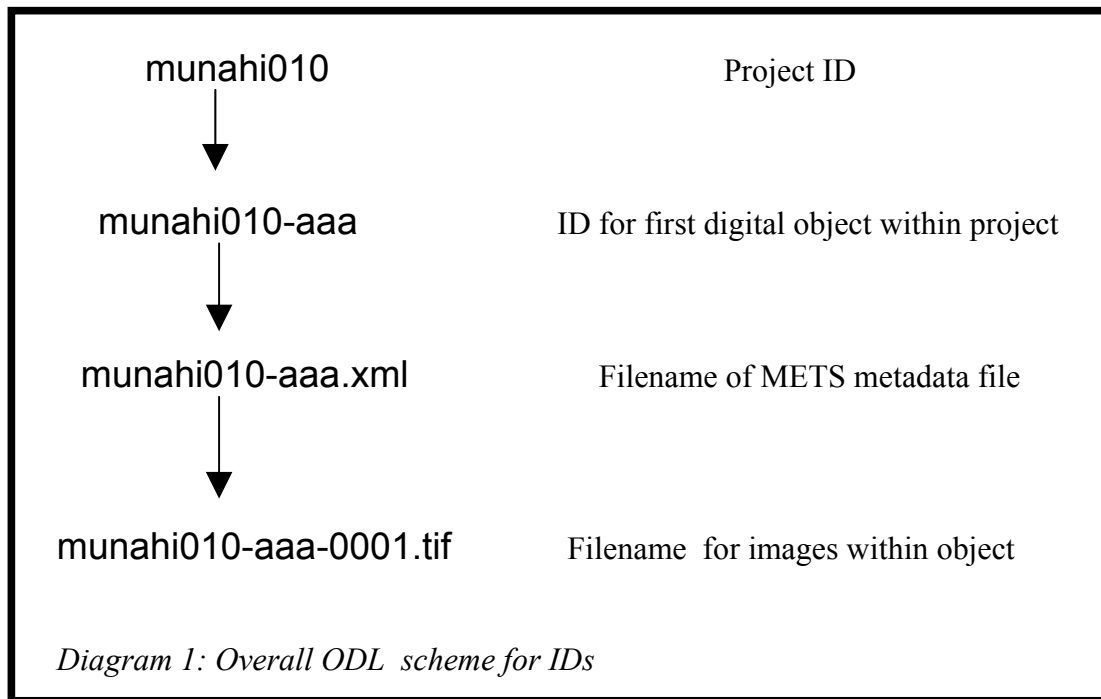 munahi010 Project ID
munahi010-aaa ID for first digital object within project
munahi010-aaa.xml Filename of METS metadata file
munahi010-aaa-0001.tif Filename for images within object
Diagram 1: Overall ODL scheme for IDs